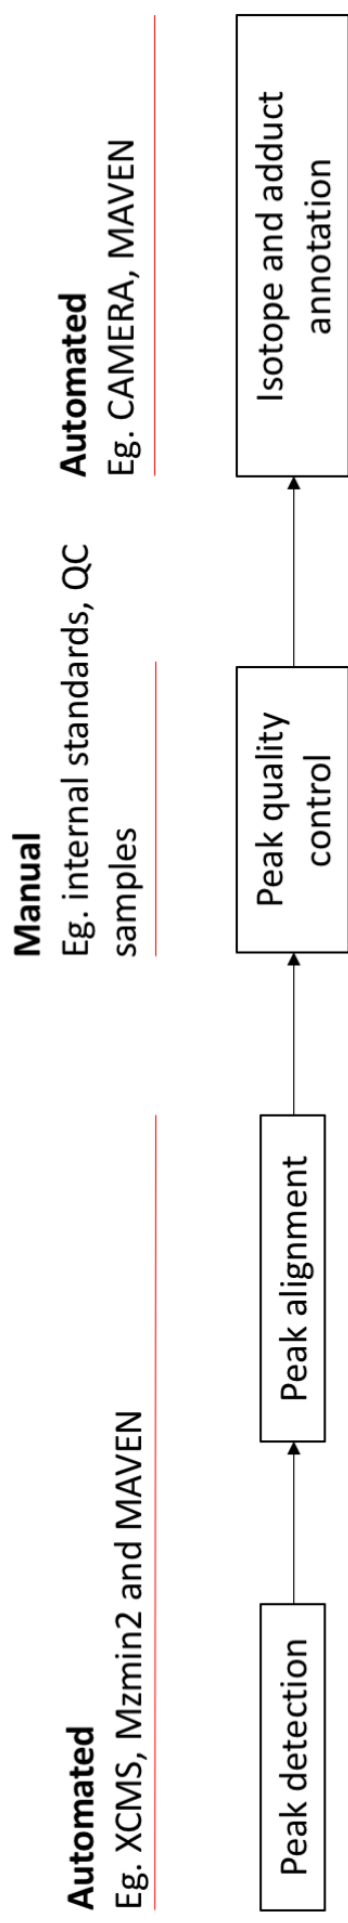 Automated
Eg. XCMS, Mzmin2 and MAVEN
Manual
Eg. internal standards, QC
samples
Automated
Eg. CAMERA, MAVEN
Peak detection
Peak alignment
Peak quality
control
Isotope and adduct
annotation